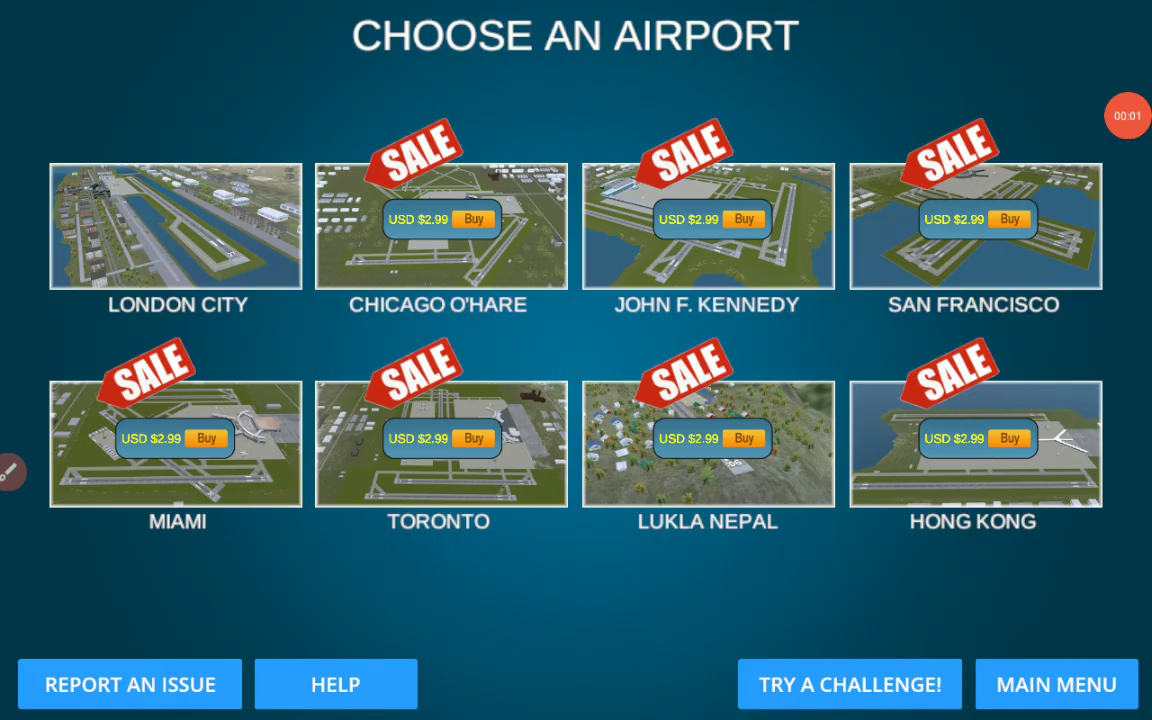 CHOOSE AN AIRPORT
00:01
SALE
SALE
SALE
USD $2.99 Buy
USD $2.99 Buy
USD $2.99 Buy
LONDON CITY
CHICAGO O'HARE
JOHN F. KENNEDY
SAN FRANCISCO
SALE
SALE
SALE
SALE
USD $2.99 Buy
USD $2.99 Buy
USD $2.99 Buy
USD $2.99 Buy
MIAMI
TORONTO
LUKLA NEPAL
HONG KONG
REPORT AN ISSUE
HELP
TRY A CHALLENGE!
MAIN MENU